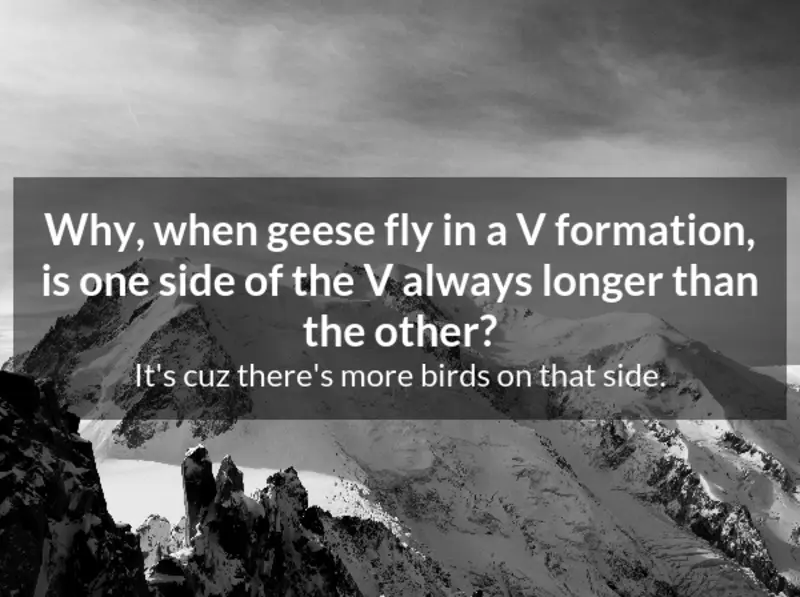 Why, when geese fly in a V formation,
is one side of the V always longer than
the other?
It's cuz there's more birds on that side.